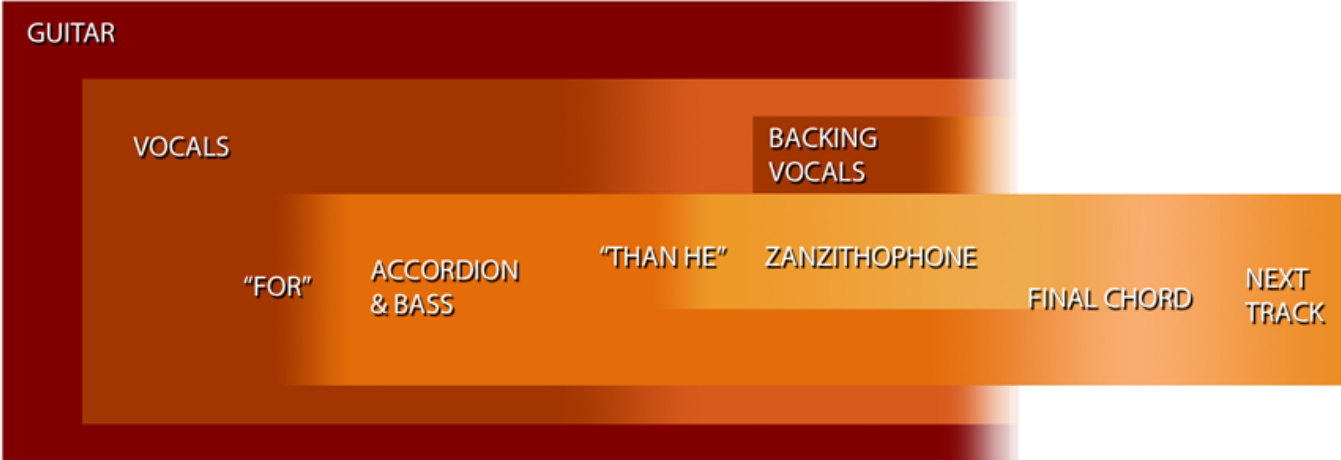 GUITAR
VOCALS
BACKING
VOCALS
“FOR”
ACCORDION
& BASS
“THAN HE”
ZANZITHOPHONE
FINAL CHORD
NEXT
TRACK